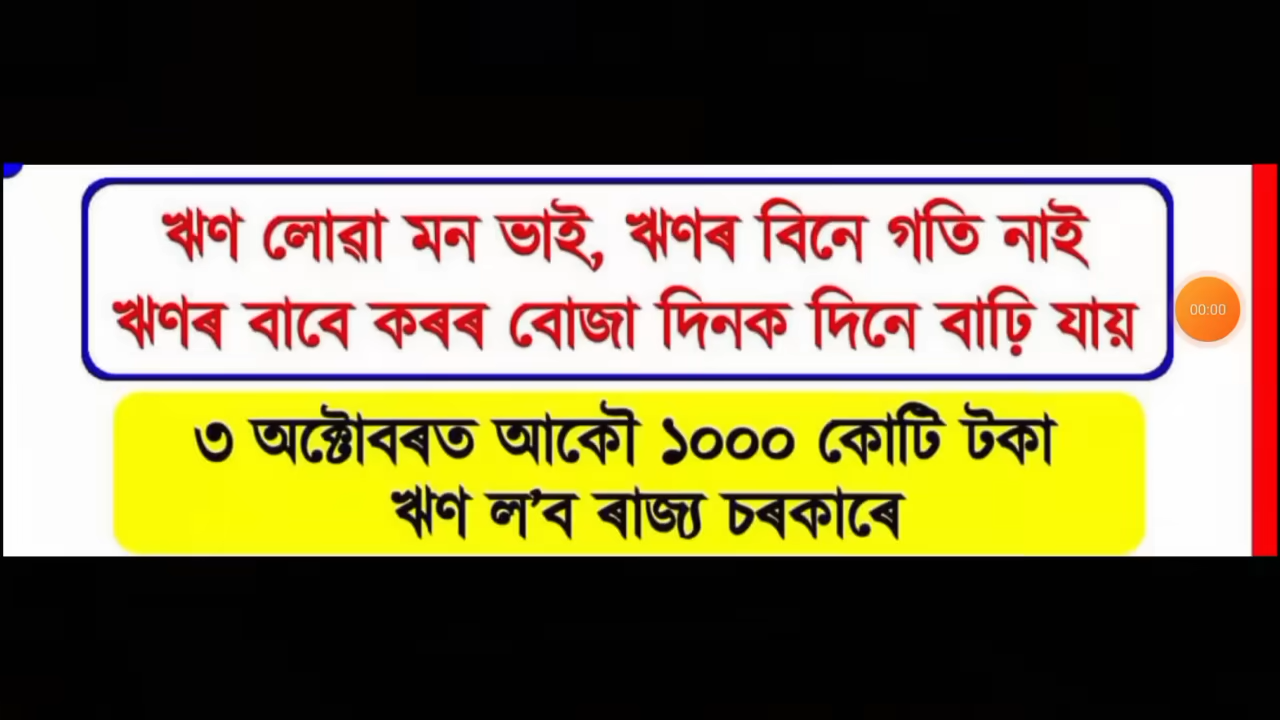 ঋণ লোৱা মন ভাই, ঋণৰ বিনে গতি নাই
ঋণৰ বাবে কৰৰ বোজা দিনক দিনে বাঢ়ি যায়
00:00
৩ অক্টোবৰত আকৌ ১০০০ কোটি টকা
ঋণ ল’ব ৰাজ্য চৰকাৰে